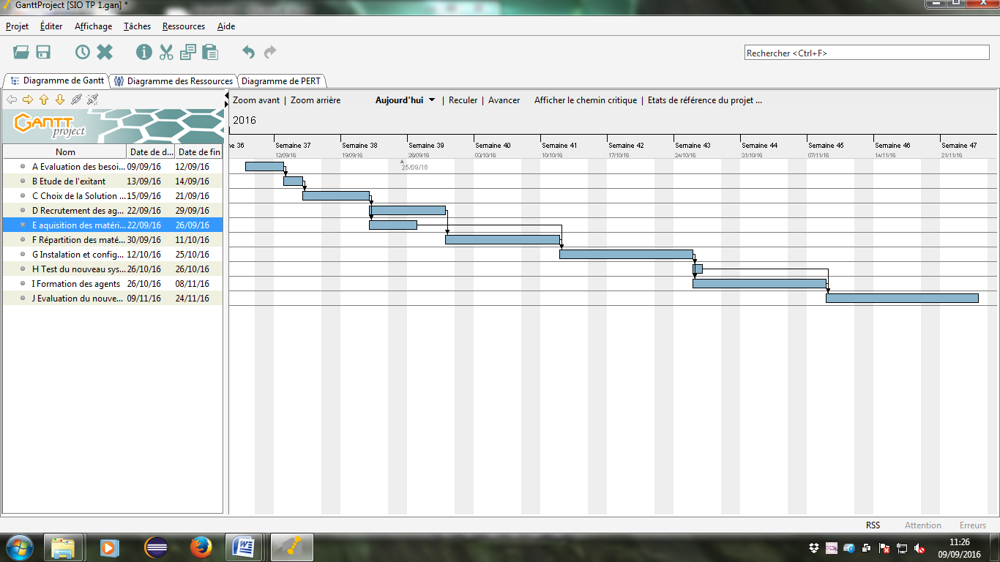 GanttProject [SIO TP 1.gan] *
Projet Éditer Affichage Tâches Ressources Aide
Rechercher <Ctrl+F>
Diagramme de Gantt Diagramme des Ressources Diagramme de PERT
Zoom avant | Zoom arrière Aujourd'hui | Reculer | Avancer Afficher le chemin critique | Etats de référence du projet ...
GANTT project
2016
ne 36 Semaine 37 Semaine 38 Semaine 39 Semaine 40 Semaine 41 Semaine 42 Semaine 43 Semaine 44 Semaine 45 Semaine 46 Semaine 47
12/09/16 19/09/16 26/09/16 03/10/16 10/10/16 17/10/16 24/10/16 31/10/16 07/11/16 14/11/16 21/11/16
25/09/16
Nom Date de d... Date de fin
A Evaluation des besoi... 09/09/16 12/09/16
B Etude de l'exitant 13/09/16 14/09/16
C Choix de la Solution ... 15/09/16 21/09/16
D Recrutement des ag... 22/09/16 29/09/16
E aquisition des matéri... 22/09/16 26/09/16
F Répartition des maté... 30/09/16 11/10/16
G Instalation et config... 12/10/16 25/10/16
H Test du nouveau sys... 26/10/16 26/10/16
I Formation des agents 26/10/16 08/11/16
J Evaluation du nouve... 09/11/16 24/11/16
RSS Attention Erreurs
11:26
09/09/2016